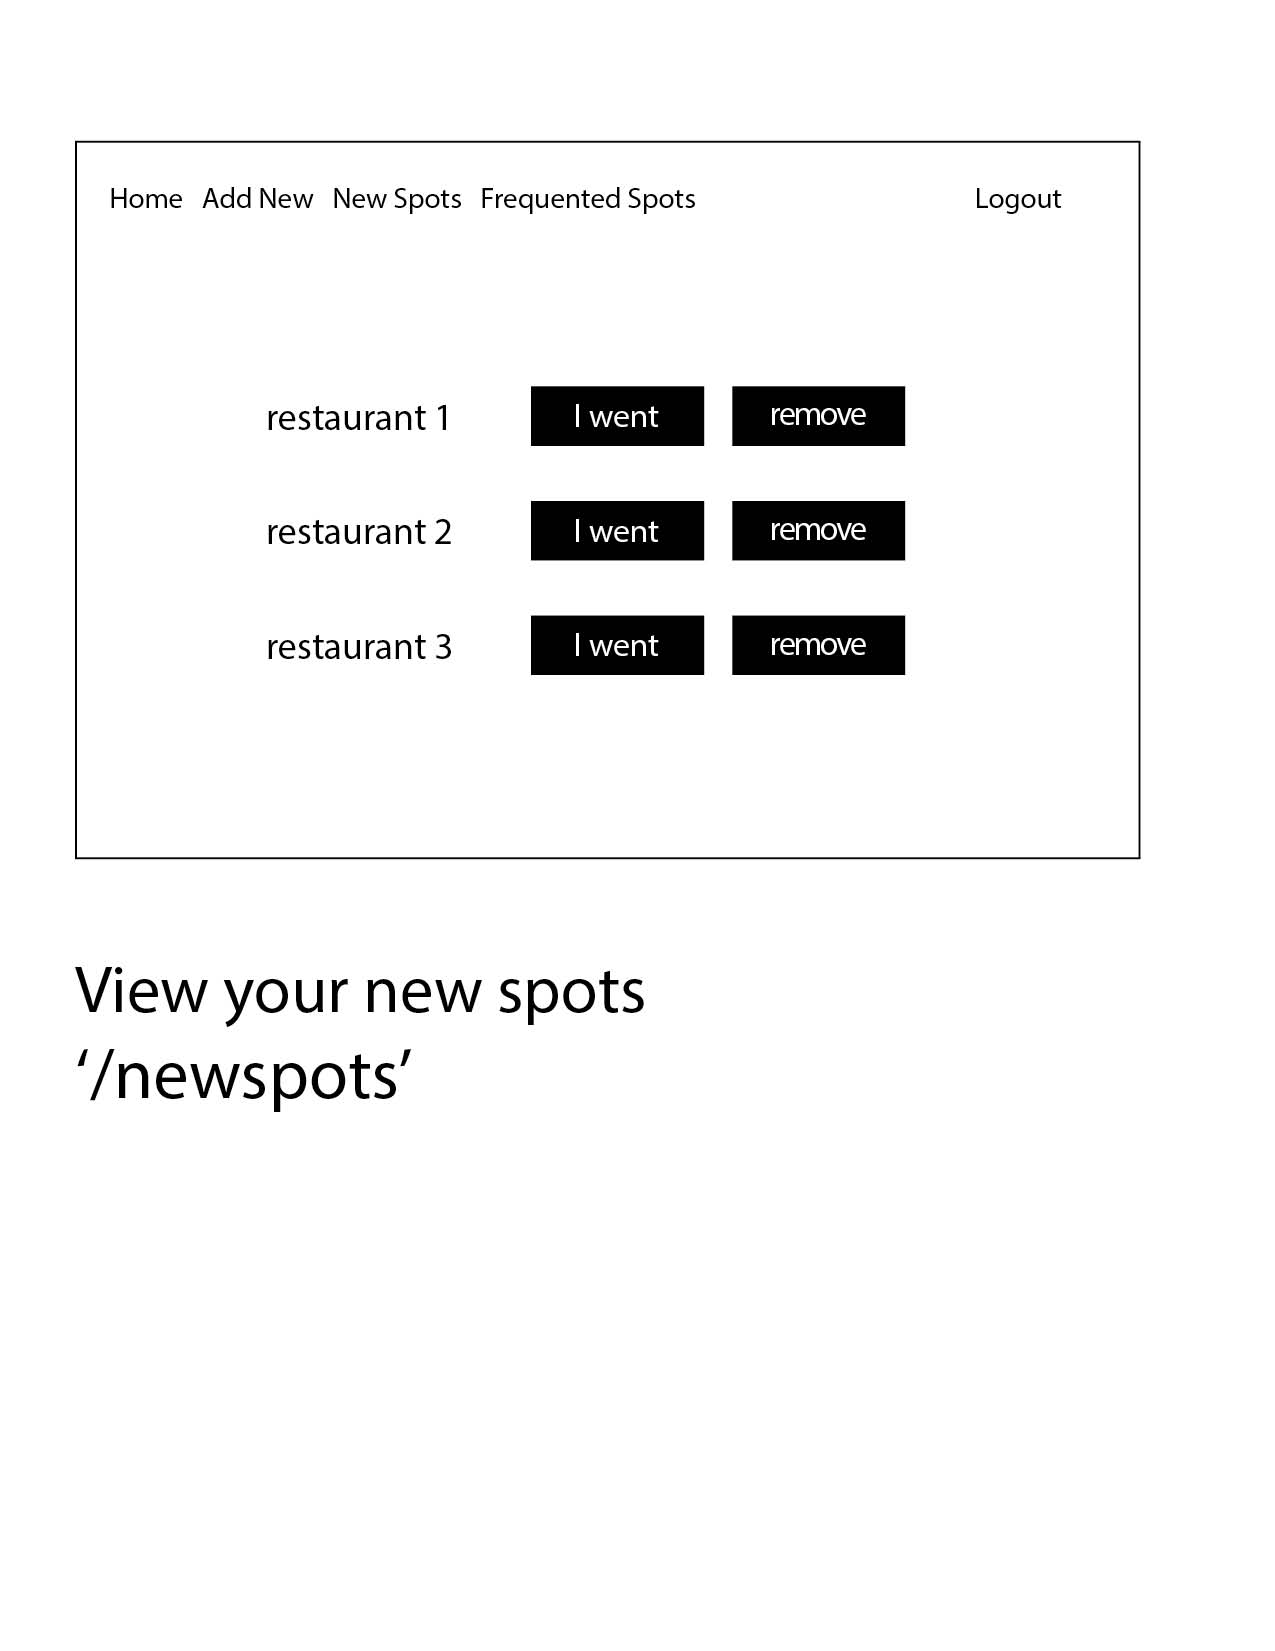 Home Add New New Spots Frequented Spots Logout
restaurant 1 I went remove
restaurant 2 I went remove
restaurant 3 I went remove
View your new spots
‘/newspots’